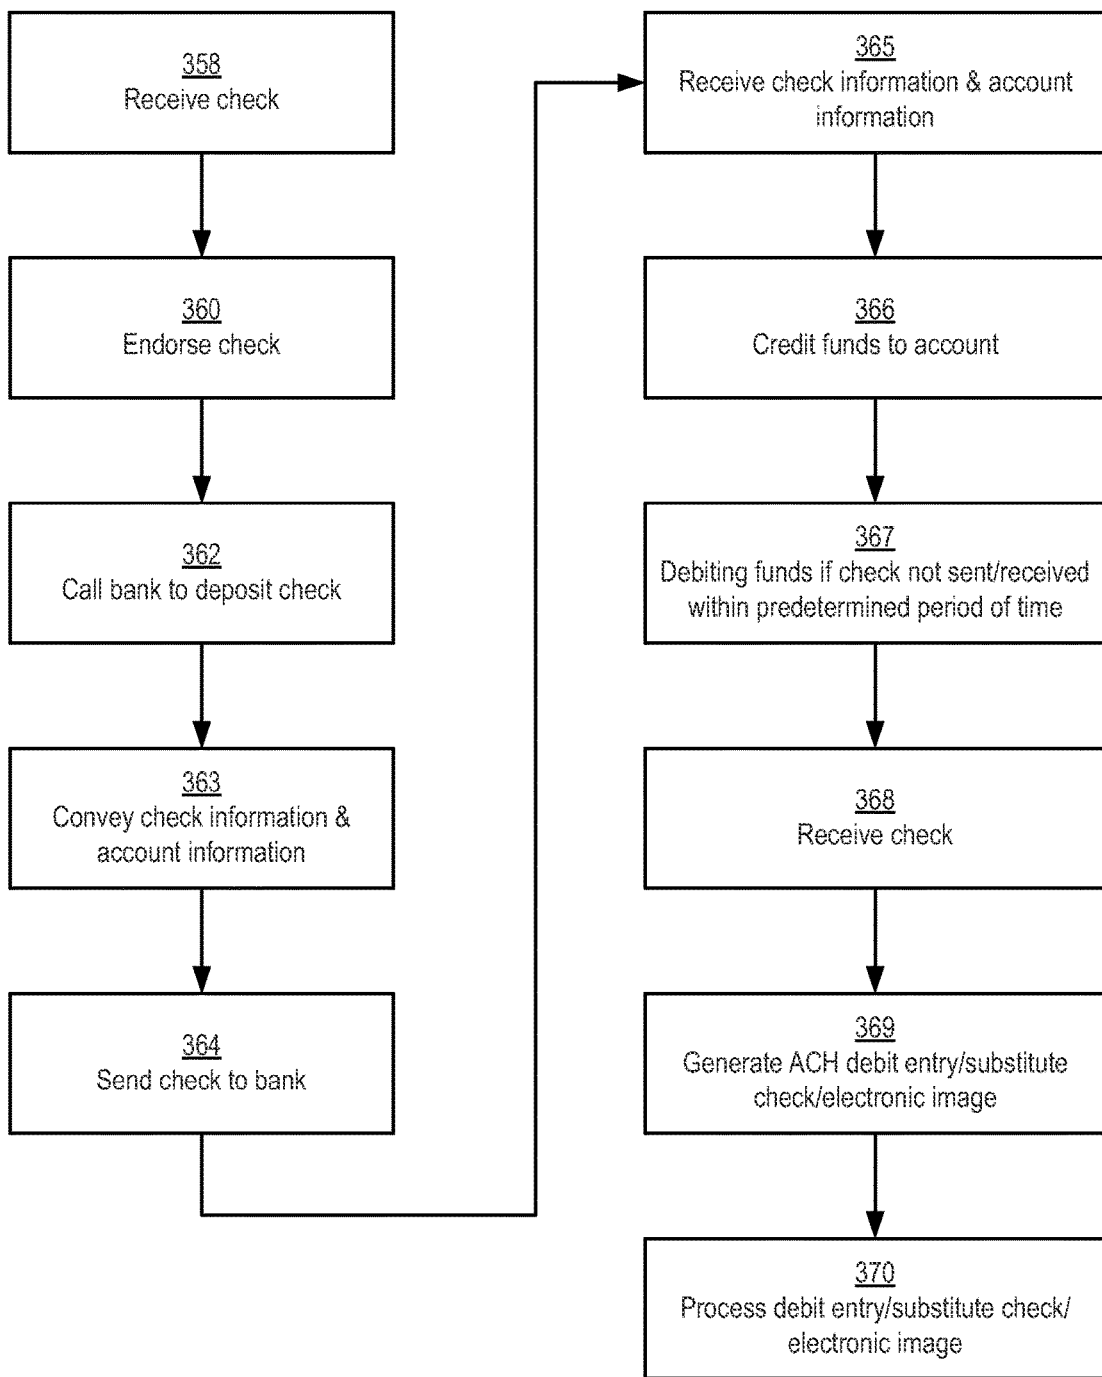 358
Receive check
360
Endorse check
362
Call bank to deposit check
363
Convey check information &
account information
364
Send check to bank
365
Receive check information & account
information
366
Credit funds to account
367
Debiting funds if check not sent/received
within predetermined period of time
368
Receive check
369
Generate ACH debit entry/substitute
check/electronic image
370
Process debit entry/substitute check/
electronic image